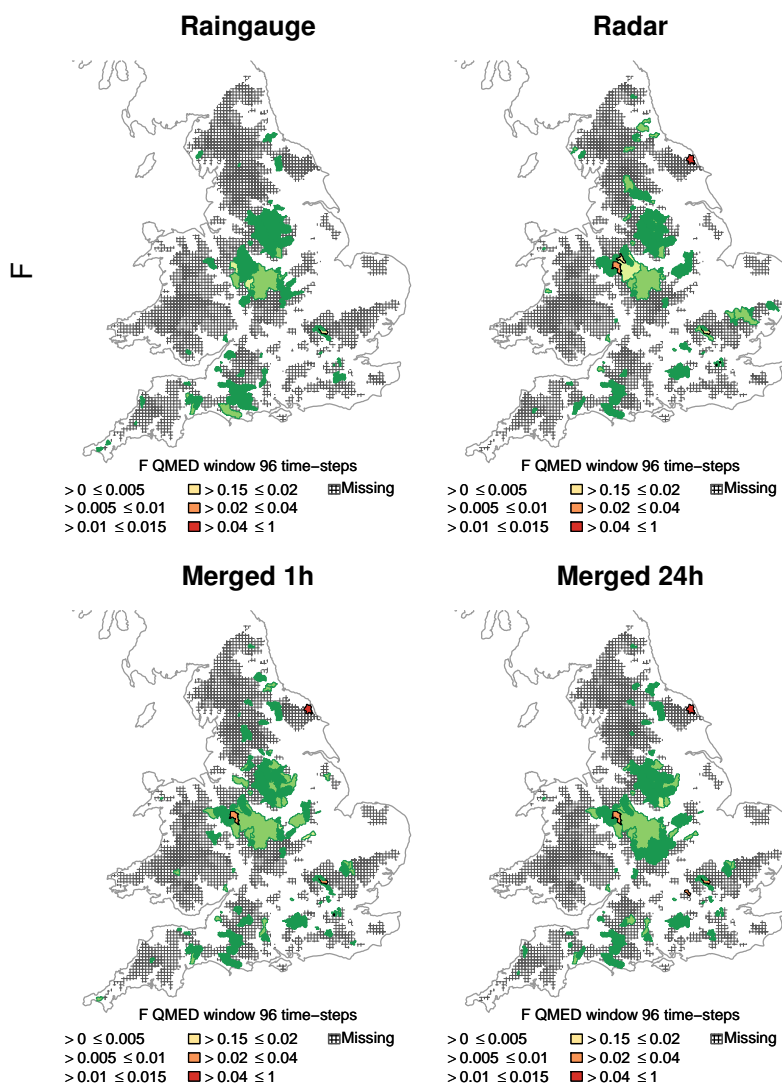 Raingauge
Radar
F
F QMED window 96 time−steps
> 0 ≤ 0.005
> 0.15 ≤ 0.02
Missing
> 0.005 ≤ 0.01
> 0.02 ≤ 0.04
> 0.01 ≤ 0.015
> 0.04 ≤ 1
F QMED window 96 time−steps
> 0 ≤ 0.005
> 0.15 ≤ 0.02
Missing
> 0.005 ≤ 0.01
> 0.02 ≤ 0.04
> 0.01 ≤ 0.015
> 0.04 ≤ 1
Merged 1h
Merged 24h
F QMED window 96 time−steps
> 0 ≤ 0.005
> 0.15 ≤ 0.02
Missing
> 0.005 ≤ 0.01
> 0.02 ≤ 0.04
> 0.01 ≤ 0.015
> 0.04 ≤ 1
F QMED window 96 time−steps
> 0 ≤ 0.005
> 0.15 ≤ 0.02
Missing
> 0.005 ≤ 0.01
> 0.02 ≤ 0.04
> 0.01 ≤ 0.015
> 0.04 ≤ 1